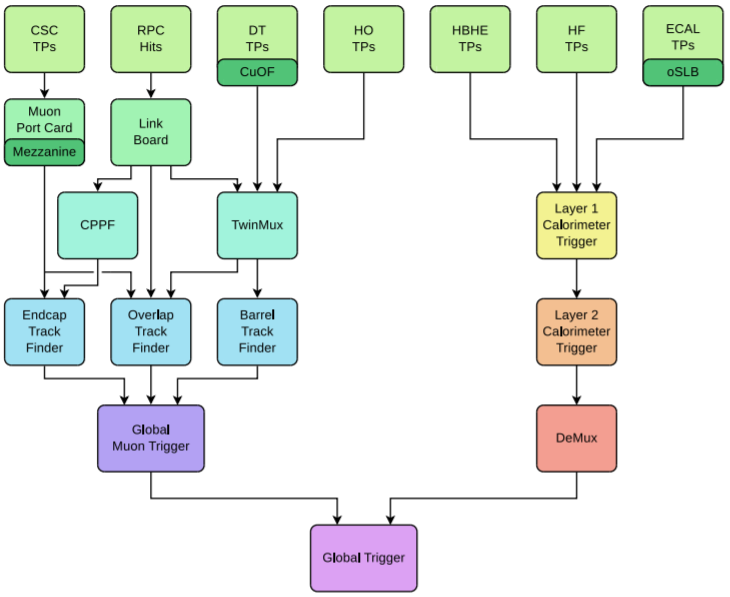 CSC
TPs
RPC
Hits
DT
TPs
CuOF
HO
TPs
HBHE
TPs
HF
TPs
ECAL
TPs
oSLB
Muon
Port Card
Mezzanine
Link
Board
CPPF
TwinMux
Layer 1
Calorimeter
Trigger
Endcap
Track
Finder
Overlap
Track
Finder
Barrel
Track
Finder
Layer 2
Calorimeter
Trigger
Global
Muon Trigger
DeMux
Global Trigger